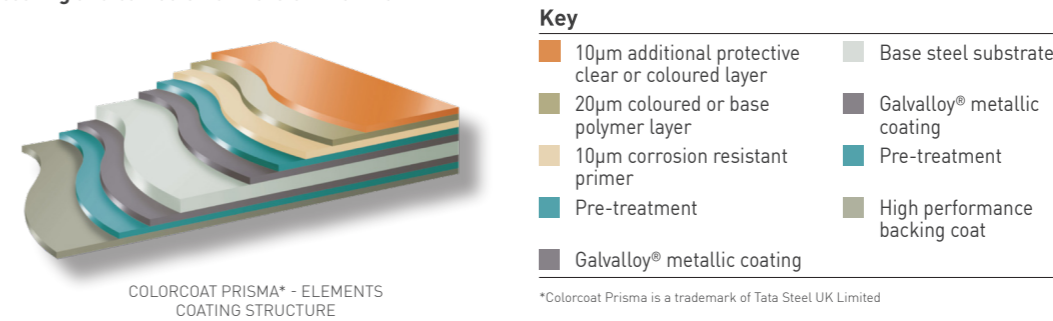 COLORCOAT PRISMA* - ELEMENTS
COATING STRUCTURE
Key
10µm additional protective
clear or coloured layer
20µm coloured or base
polymer layer
10µm corrosion resistant
primer
Pre-treatment
Galvalloy® metallic coating
Base steel substrate
Galvalloy® metallic
coating
Pre-treatment
High performance
backing coat
*Colorcoat Prisma is a trademark of Tata Steel UK Limited